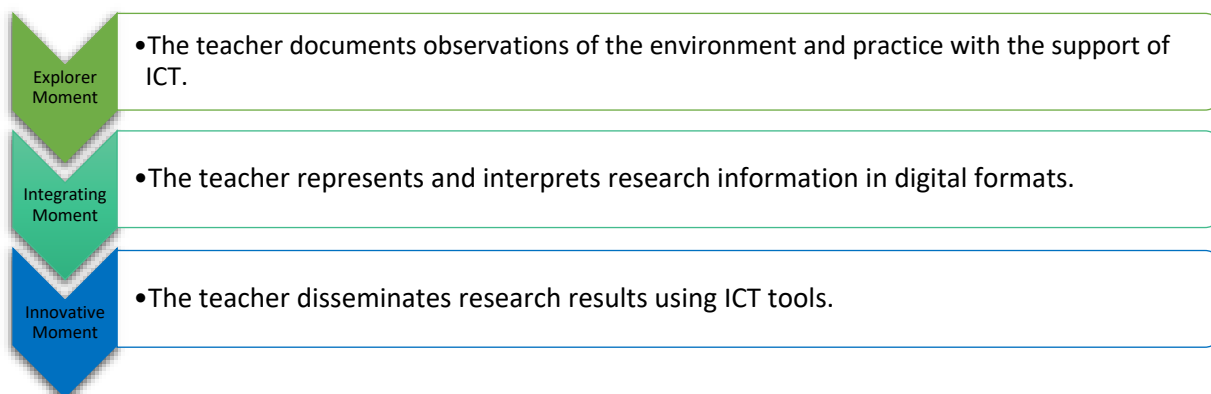 Explorer
Moment
•The teacher documents observations of the environment and practice with the support of
ICT.
Integrating
Moment
•The teacher represents and interprets research information in digital formats.
Innovative
Moment
•The teacher disseminates research results using ICT tools.